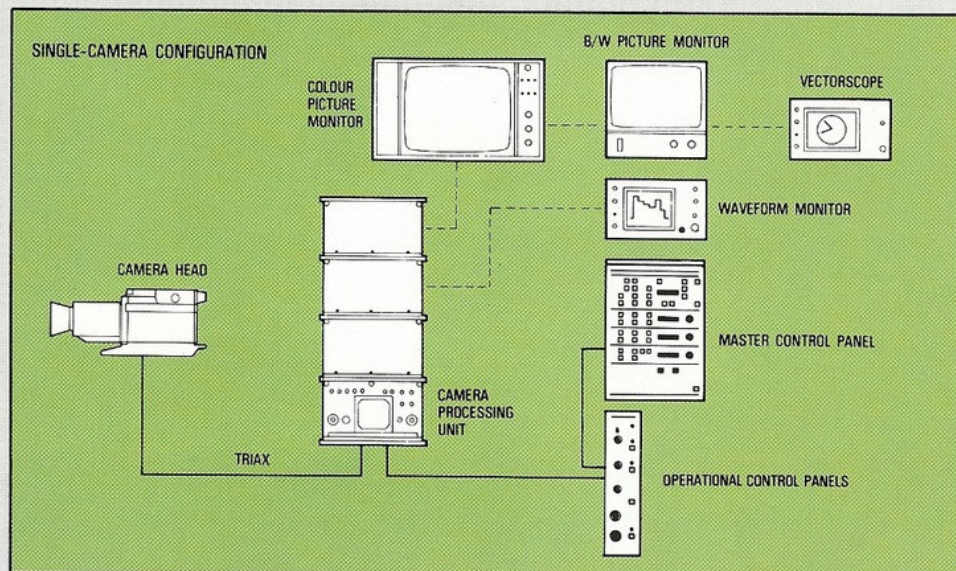 SINGLE-CAMERA CONFIGURATION
B/W PICTURE MONITOR
COLOUR
PICTURE
MONITOR
VECTORSCOPE
WAVEFORM MONITOR
CAMERA HEAD
MASTER CONTROL PANEL
CAMERA
PROCESSING
UNIT
TRIAX
OPERATIONAL CONTROL PANELS